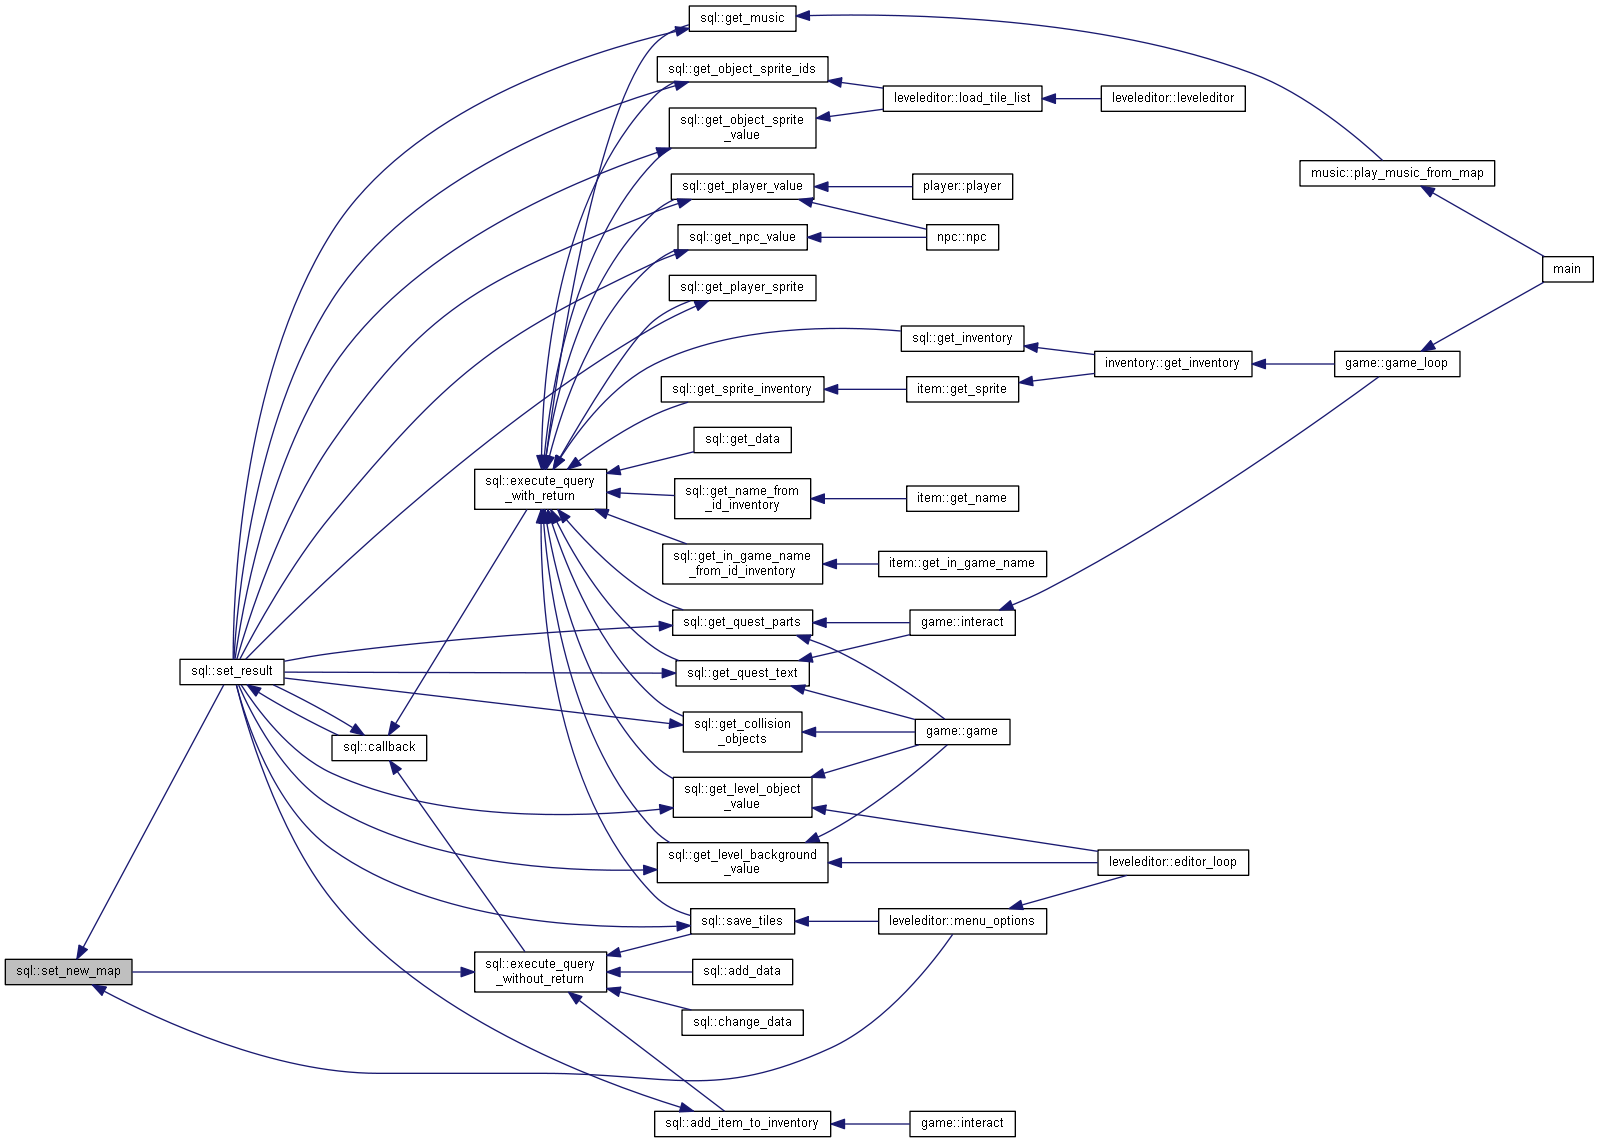 sql::get_music
sql::get_object_sprite_ids
leveleditor::load_tile_list
leveleditor::leveleditor
sql::get_object_sprite
_value
music::play_music_from_map
sql::get_player_value
player::player
sql::get_npc_value
npc::npc
main
sql::get_player_sprite
sql::get_inventory
inventory::get_inventory
game::game_loop
sql::get_sprite_inventory
item::get_sprite
sql::get_data
sql::execute_query
_with_return
sql::get_name_from
_id_inventory
item::get_name
sql::get_in_game_name
_from_id_inventory
item::get_in_game_name
sql::get_quest_parts
game::interact
sql::set_result
sql::get_quest_text
sql::get_collision
_objects
game::game
sql::callback
sql::get_level_object
_value
sql::get_level_background
_value
leveleditor::editor_loop
sql::save_tiles
leveleditor::menu_options
sql::set_new_map
sql::execute_query
_without_return
sql::add_data
sql::change_data
sql::add_item_to_inventory
game::interact